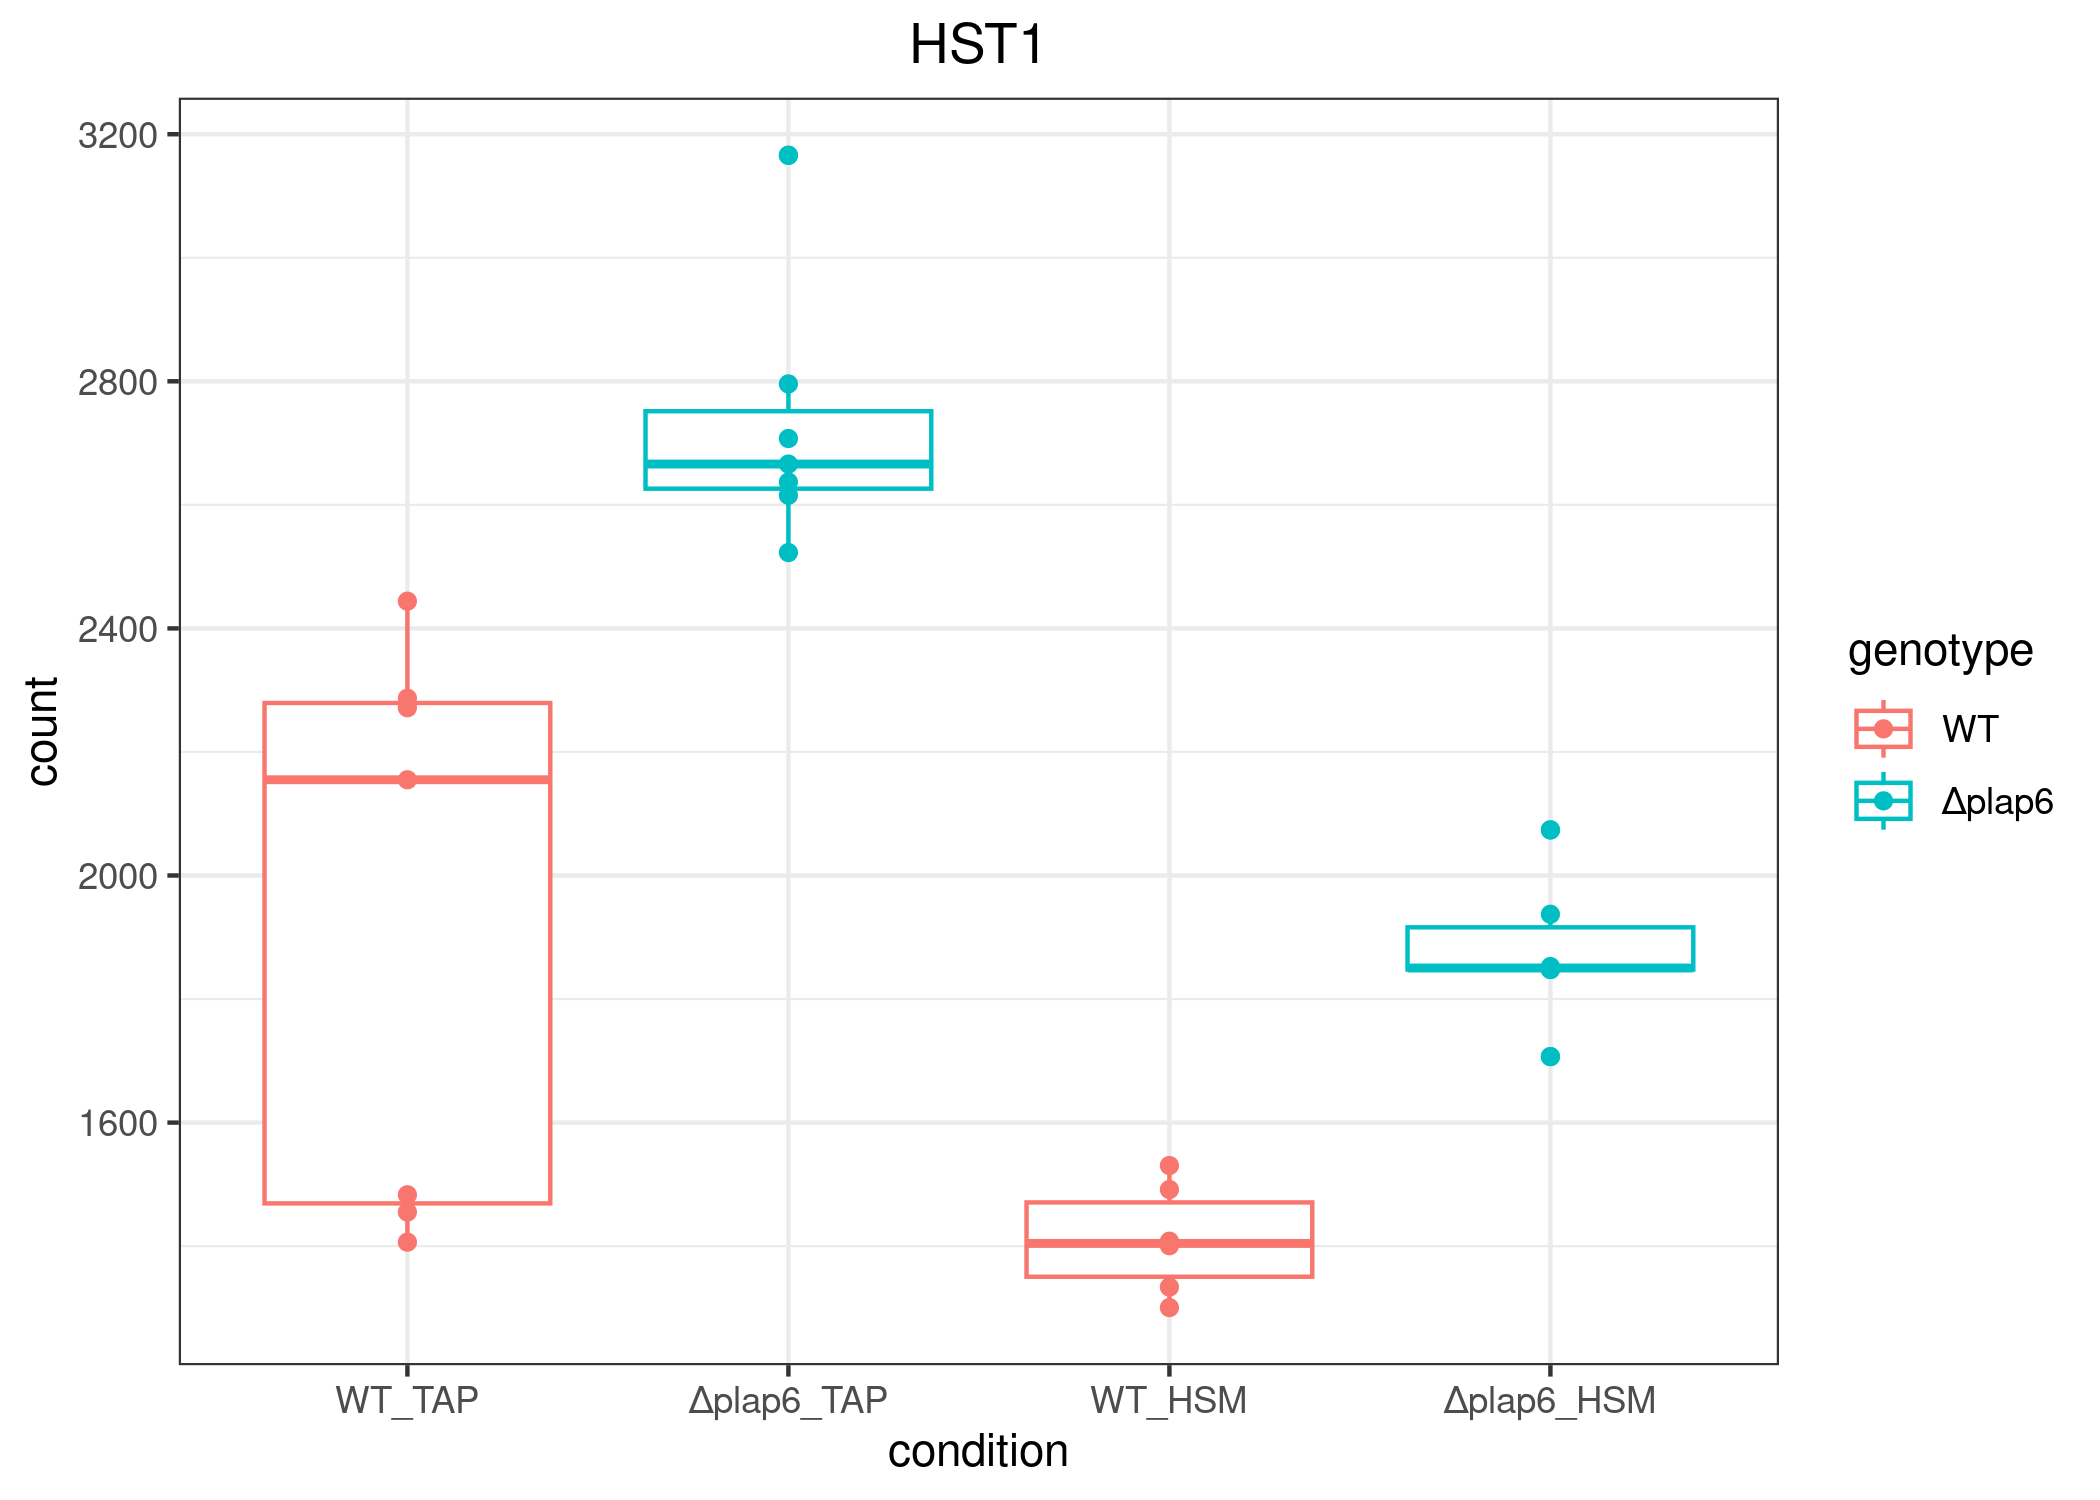 HST1
3200
2800
2400
2000
1600
count
WT_TAP
Δplap6_TAP
WT_HSM
Δplap6_HSM
condition
genotype
WT
Δplap6